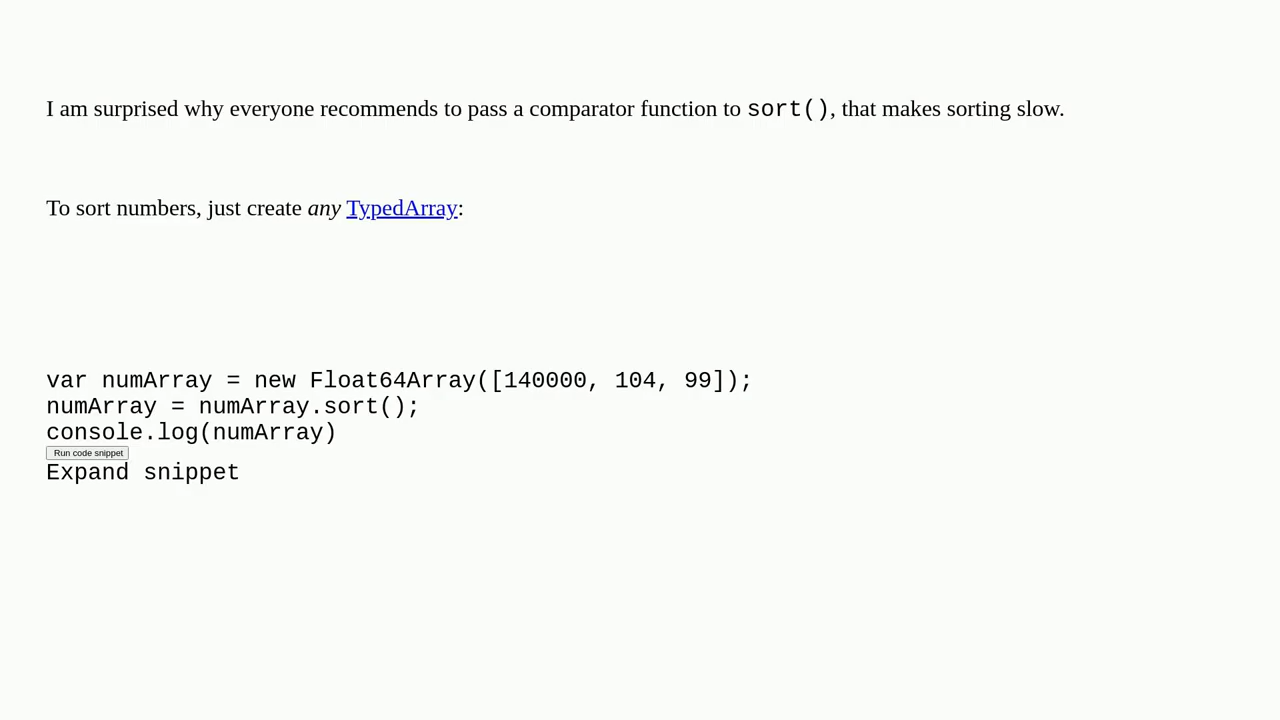 I am surprised why everyone recommends to pass a comparator function to sort(), that makes sorting slow.
To sort numbers, just create any TypedArray:
var numArray = new Float64Array([140000, 104, 99]);
numArray = numArray.sort();
console.log(numArray)
Run code snippet
Expand snippet